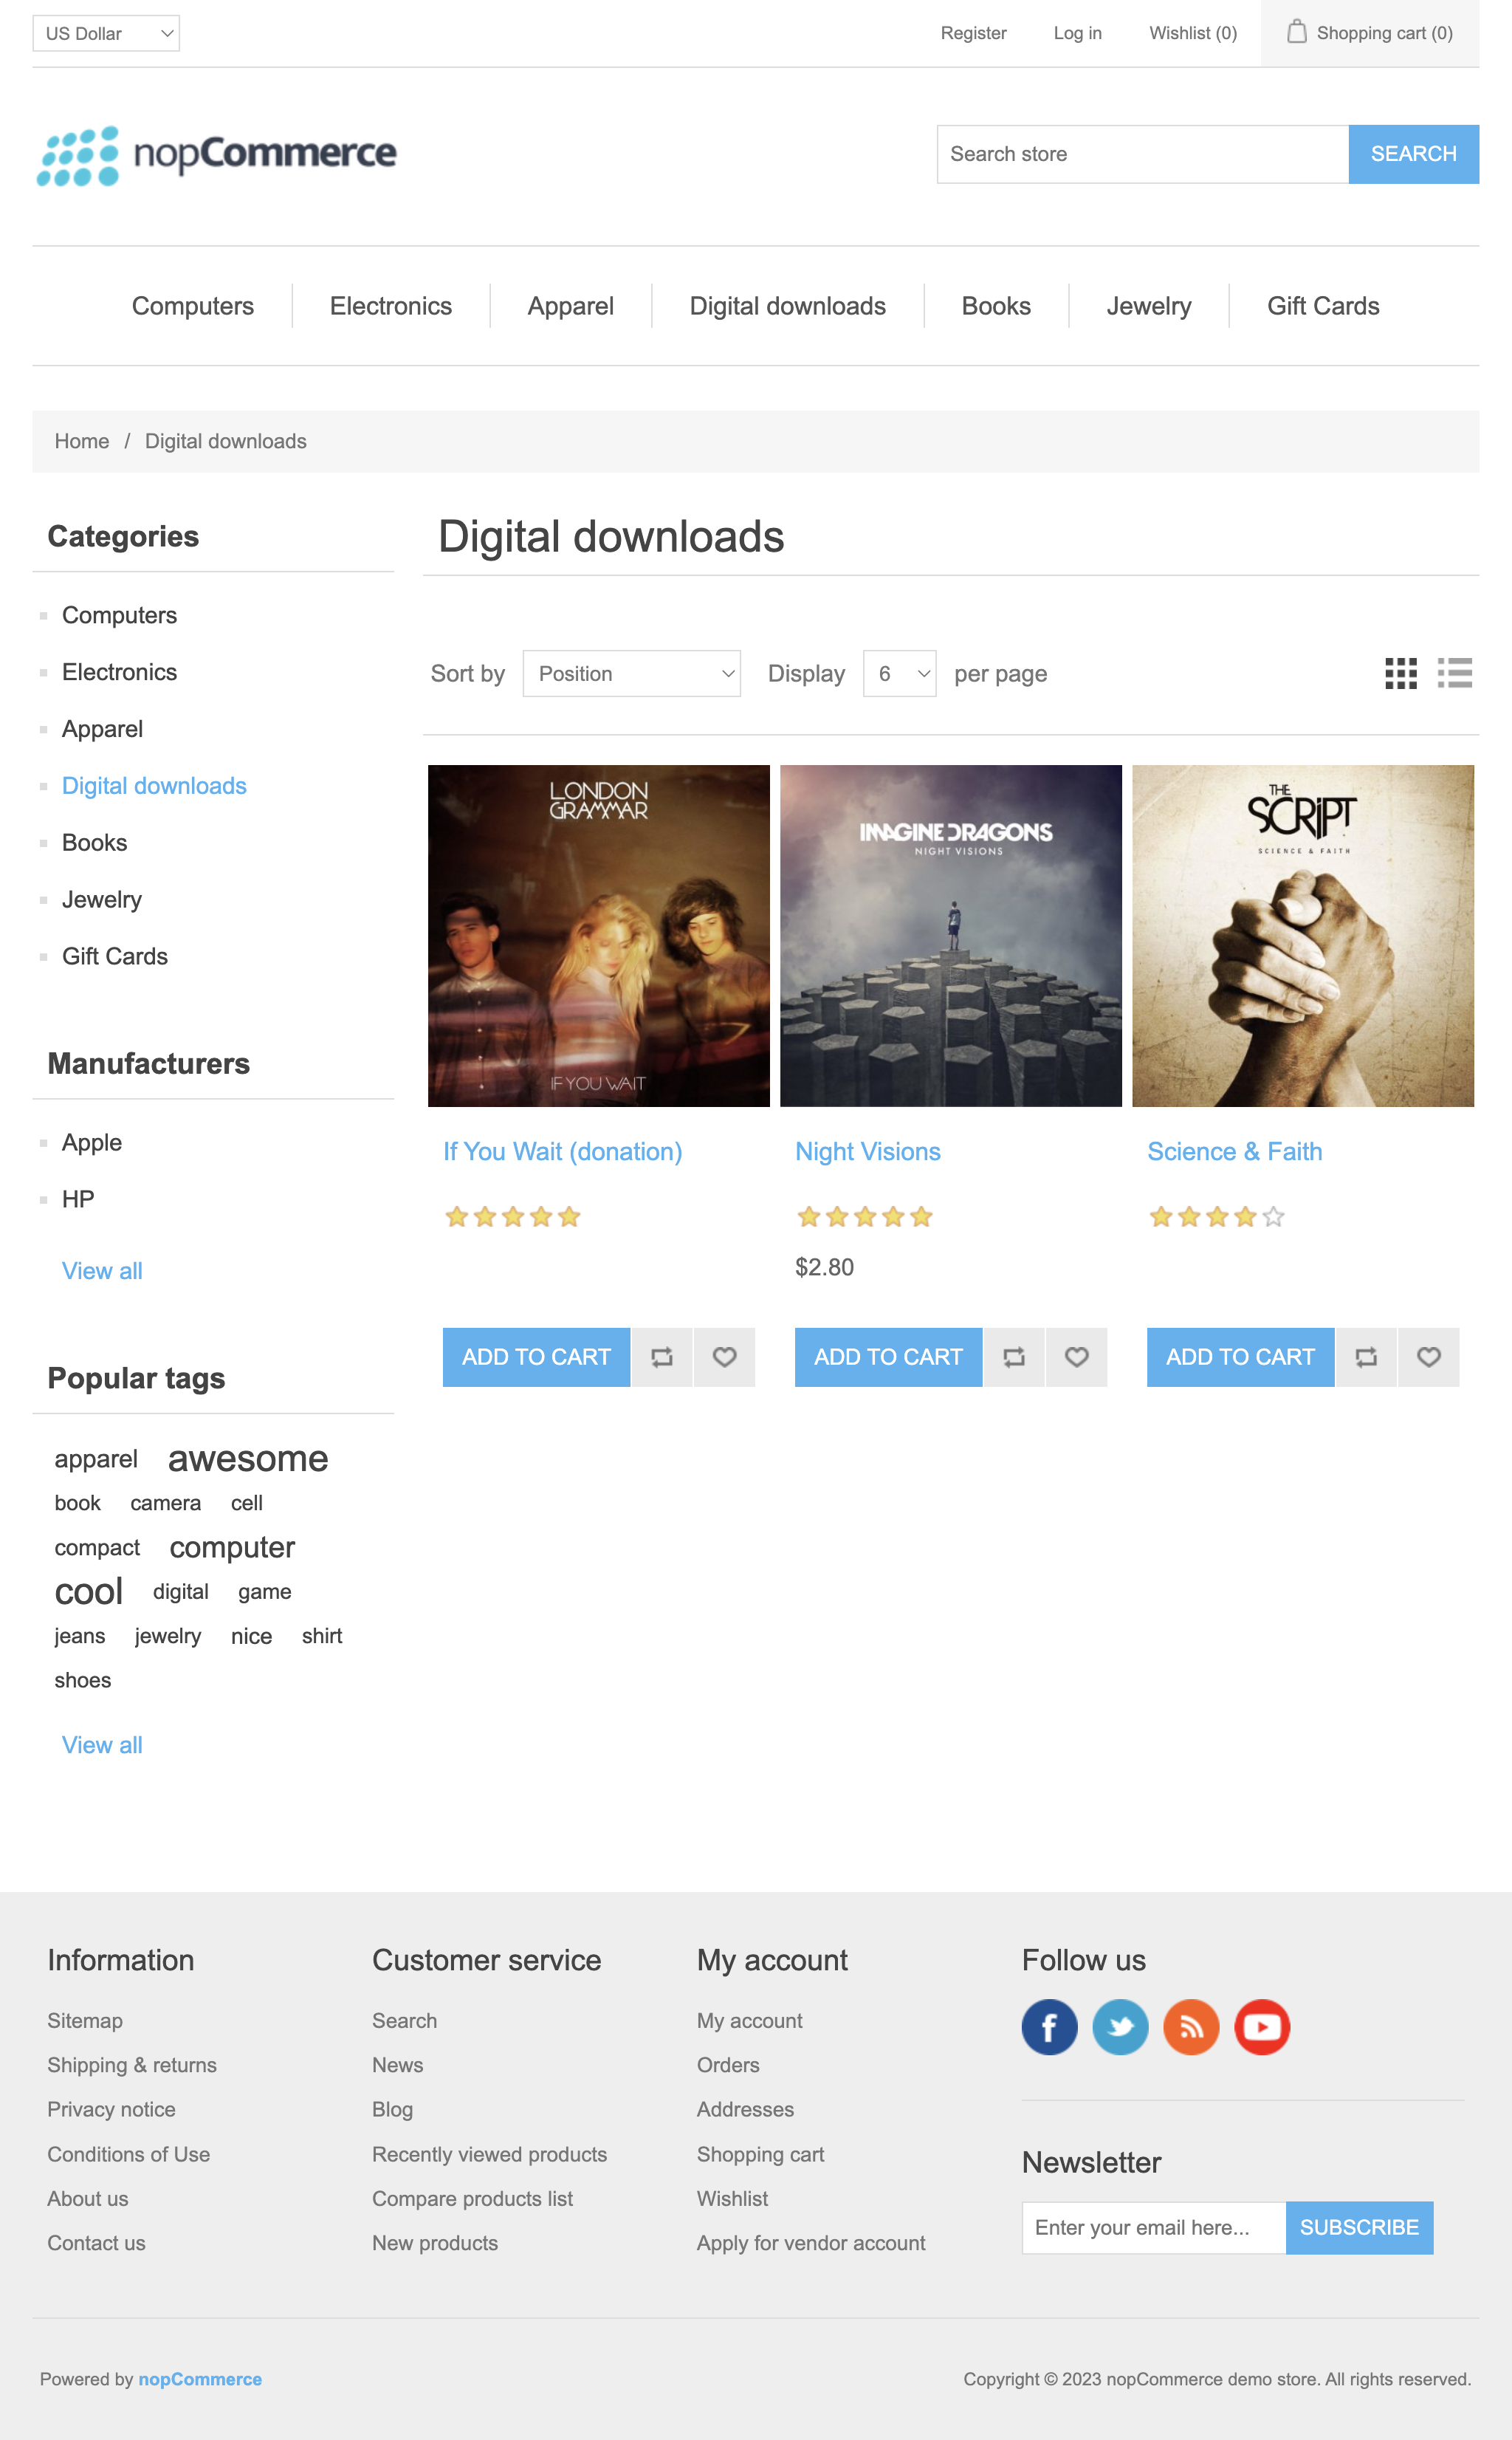 US Dollar
Register
Log in
Wishlist (0)
Shopping cart (0)
nopCommerce
Search store
SEARCH
Computers
Electronics
Apparel
Digital downloads
Books
Jewelry
Gift Cards
Home / Digital downloads
Categories
Computers
Electronics
Apparel
Digital downloads
Books
Jewelry
Gift Cards
Manufacturers
Apple
HP
View all
Popular tags
apparel awesome
book camera cell
compact computer
cool digital game
jeans jewelry nice shirt
shoes
View all
Digital downloads
Sort by Position Display 6 per page
LONDON
GRAMMAR
IF YOU WAIT
If You Wait (donation)
ADD TO CART
IMAGINE DRAGONS
NIGHT VISIONS
Night Visions
$2.80
ADD TO CART
THE
SCRIPT
SCIENCE & FAITH
Science & Faith
ADD TO CART
Information
Sitemap
Shipping & returns
Privacy notice
Conditions of Use
About us
Contact us
Customer service
Search
News
Blog
Recently viewed products
Compare products list
New products
My account
My account
Orders
Addresses
Shopping cart
Wishlist
Apply for vendor account
Follow us
Newsletter
Enter your email here...
SUBSCRIBE
Powered by nopCommerce
Copyright © 2023 nopCommerce demo store. All rights reserved.